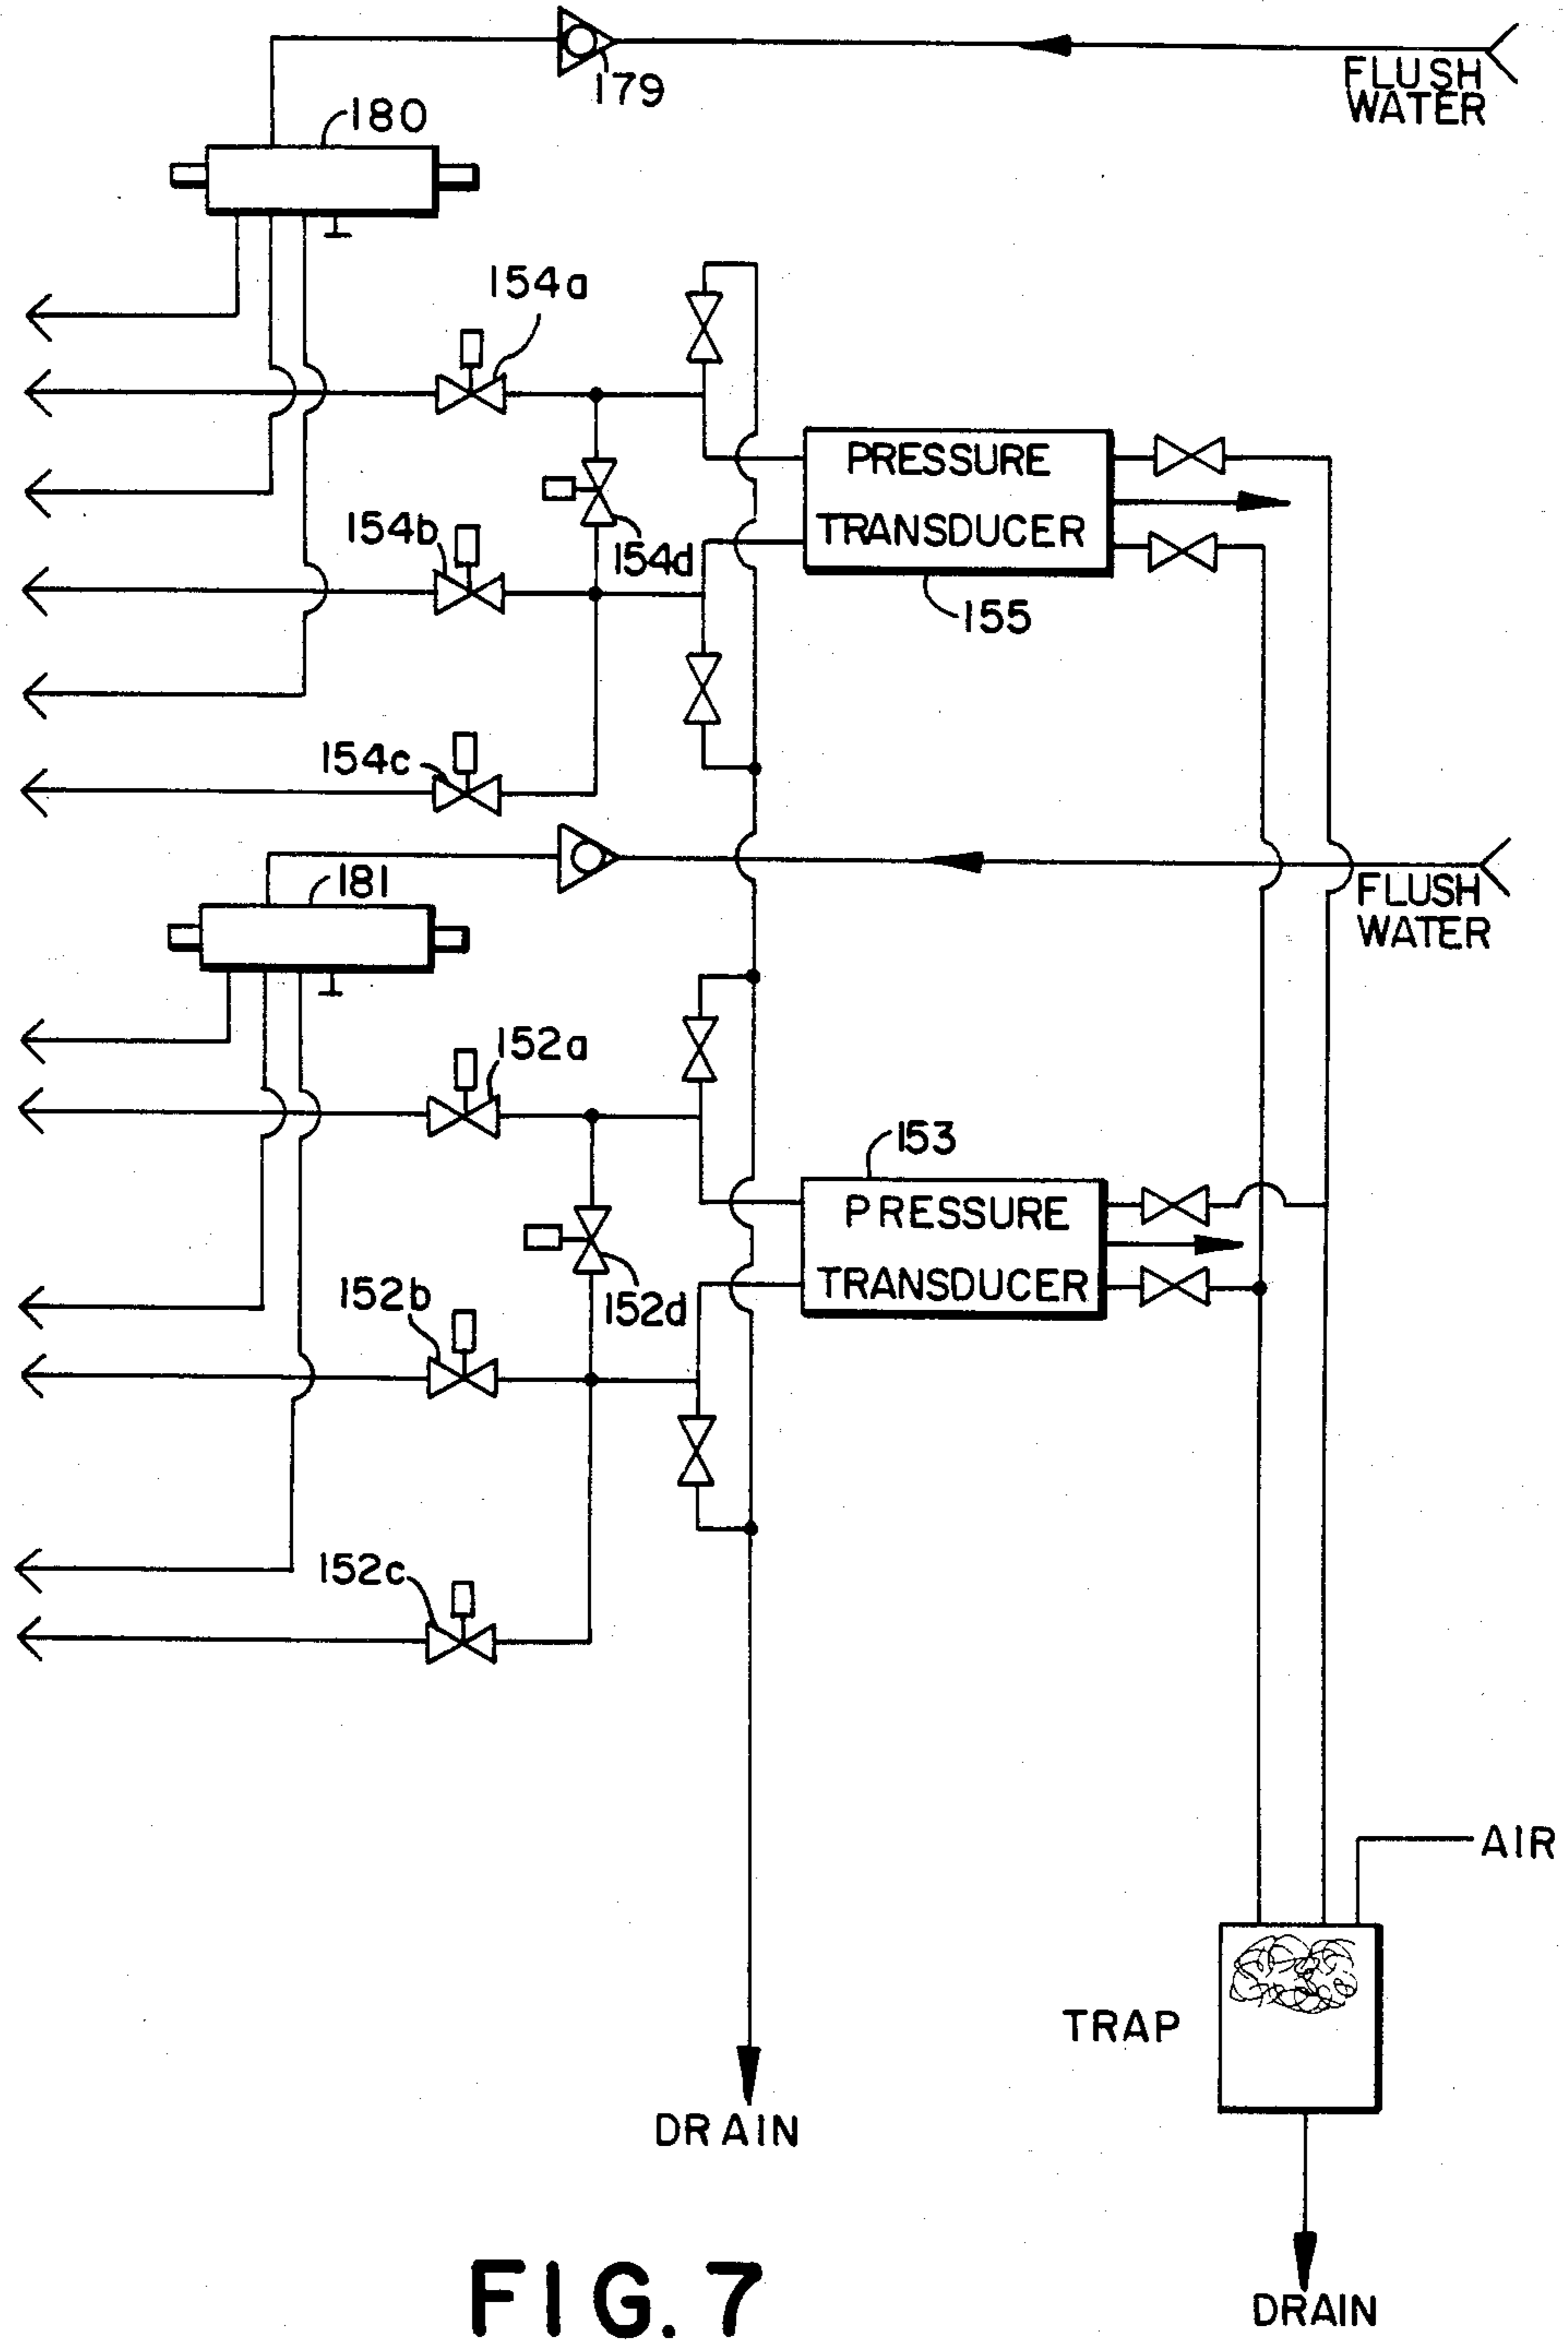 179
FLUSH
WATER
180
154a
PRESSURE
TRANSDUCER
154b
154d
155
154c
181
FLUSH
WATER
152a
153
PRESSURE
TRANSDUCER
152b
152d
152c
AIR
TRAP
DRAIN
DRAIN
FIG. 7